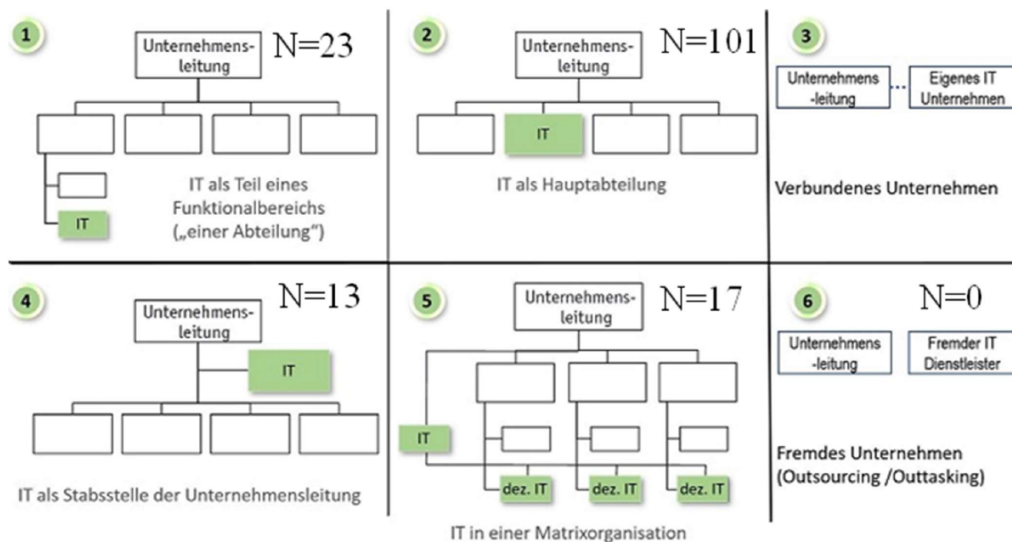 1
Unternehmens-
leitung
N=23
IT als Teil eines
Funktionalbereichs
(„einer Abteilung“)
IT
2
Unternehmens-
leitung
N=101
IT
IT als Hauptabteilung
3
Unternehmens
-leitung
Eigenes IT
Unternehmen
Verbundenes Unternehmen
4
Unternehmens-
leitung
N=13
IT
IT als Stabsstelle der Unternehmensleitung
5
Unternehmens-
leitung
N=17
IT
dez. IT
dez. IT
dez. IT
IT in einer Matrixorganisation
6
N=0
Unternehmens
-leitung
Fremder IT
Dienstleister
Fremdes Unternehmen
(Outsourcing /Outtasking)